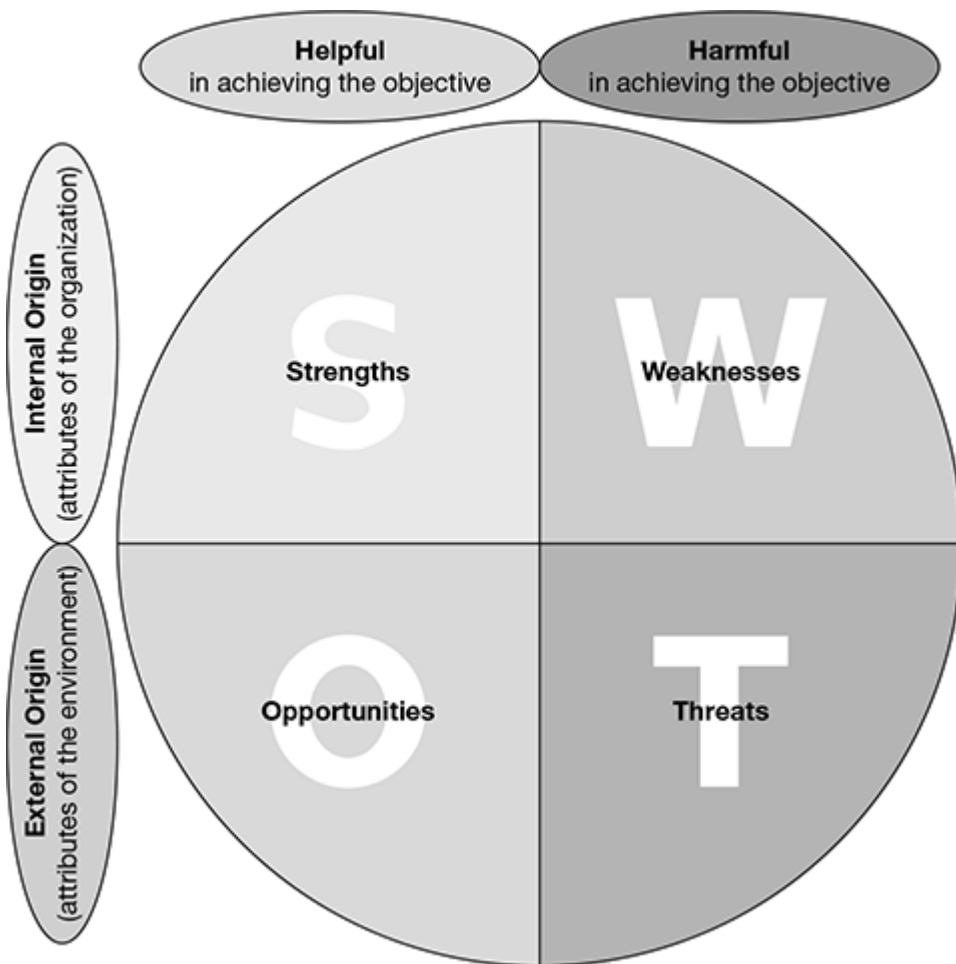 Helpful
in achieving the objective
Harmful
in achieving the objective
Internal Origin
(attributes of the organization)
S
Strengths
W
Weaknesses
External Origin
(attributes of the environment)
O
Opportunities
T
Threats